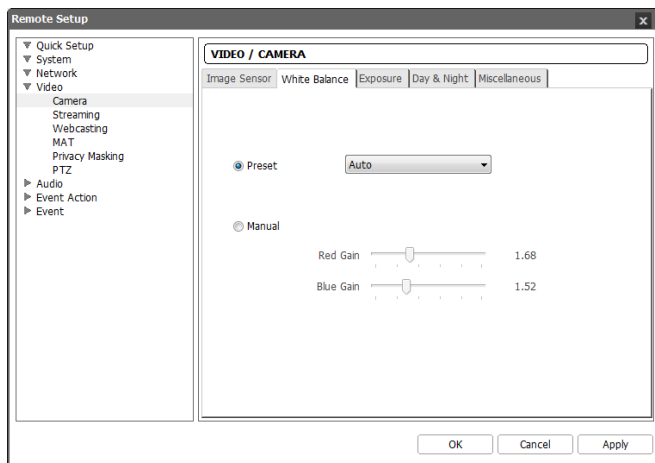 Remote Setup
Quick Setup
System
Network
Video
Camera
Streaming
Webcasting
MAT
Privacy Masking
PTZ
Audio
Event Action
Event
VIDEO / CAMERA
Image Sensor White Balance Exposure Day & Night Miscellaneous
Preset Auto
Manual
Red Gain 1.68
Blue Gain 1.52
OK Cancel Apply